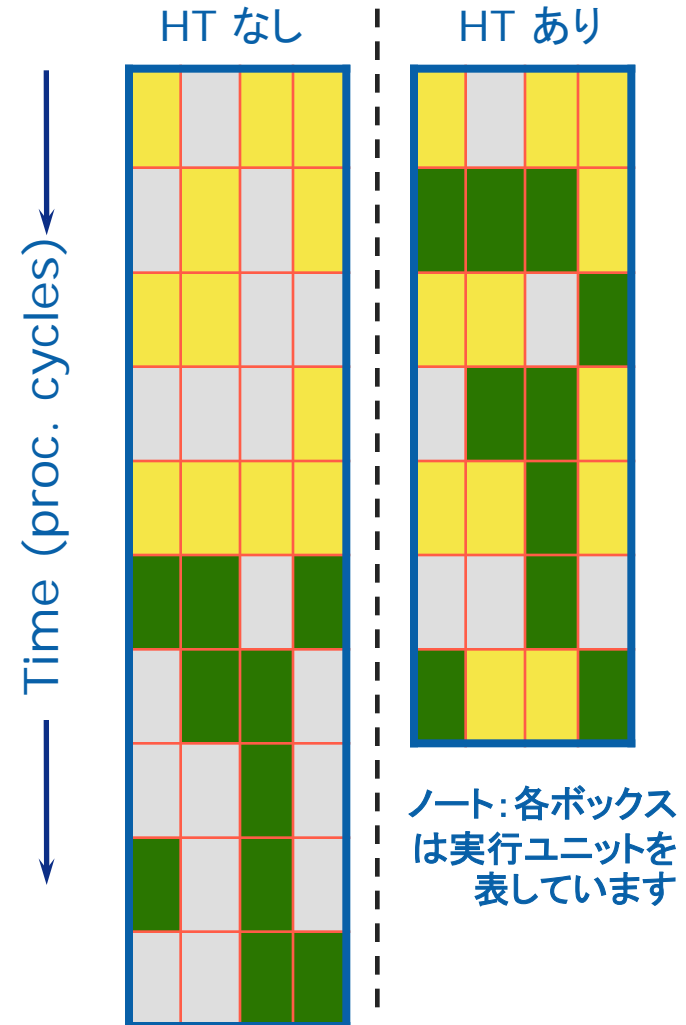 HT なし
HT あり
Time (proc. cycles)
ノート：各ボックス
は実行ユニットを
表しています